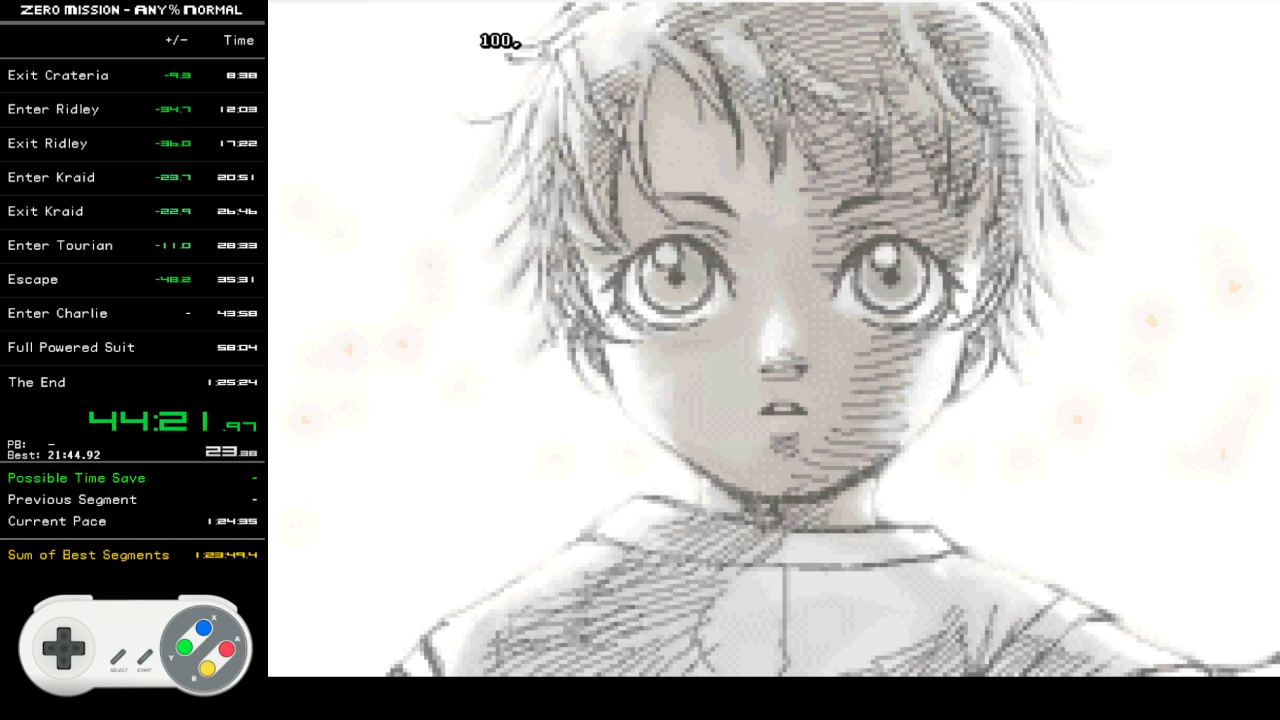 ZERO MISSION - ANY% NORMAL
+/- Time
Exit Crateria -9.3 8:38
Enter Ridley -34.7 12:03
Exit Ridley -36.0 17:22
Enter Kraid -23.7 20:51
Exit Kraid -22.9 26:46
Enter Tourian -11.0 28:33
Escape -48.2 35:31
Enter Charlie - 43:58
Full Powered Suit 58:04
The End 1:25:24
44:21.97
PB: -
Best: 21:44.92 23.38
Possible Time Save -
Previous Segment -
Current Pace 1:24:35
Sum of Best Segments 1:23:49.4
100,
X
Y A
B
SELECT START